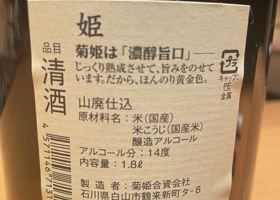 姫
菊姫は「濃醇旨口」──
じっくり熟成させて、旨みをのせて
います。だから、ほんのり黄金色。
品目
清酒
山廃仕込
原材料名：米（国産）
米こうじ（国産米）
醸造アルコール
アルコール分：14度
内容量：1.8ℓ
製造者：菊姫合資会社
石川県白山市鶴来新町タ-8
プラ
キャップ：
PE
金属
4571146713